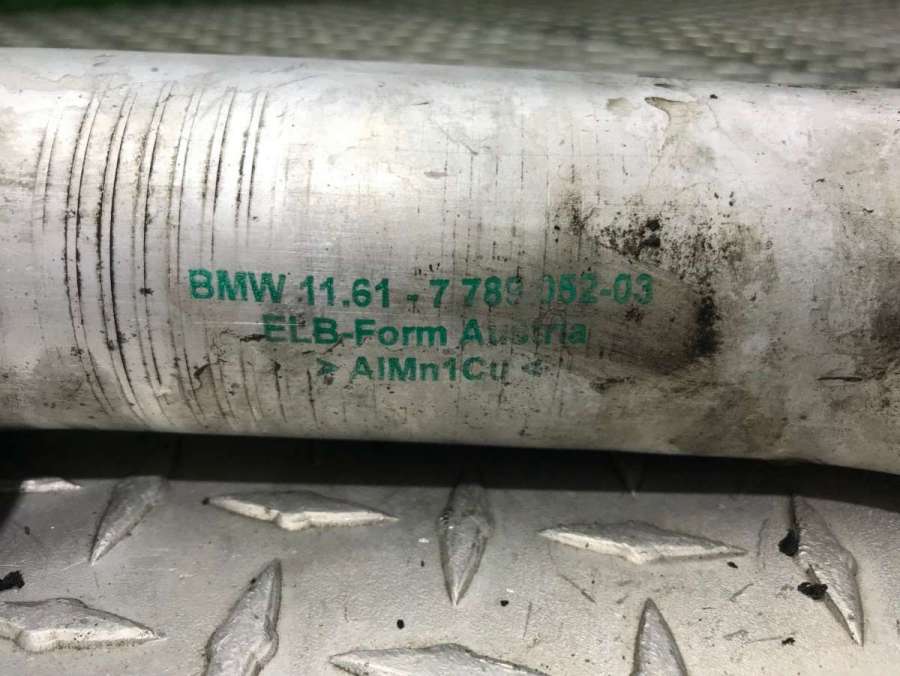 BMW 11.61 - 7 789 052-03
ELB-Form Austria
> AlMn1Cu <